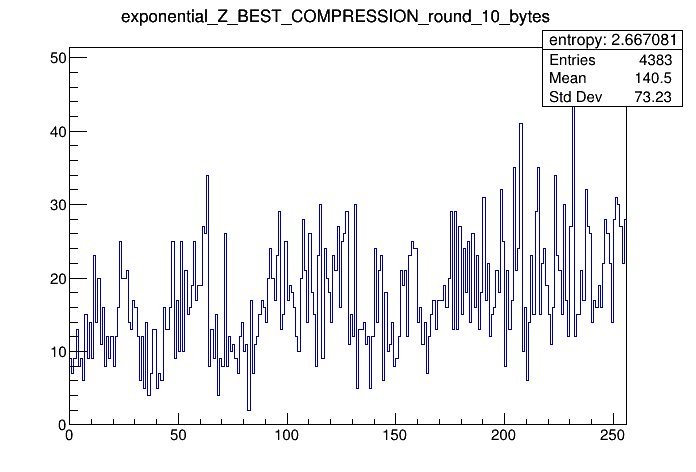 exponential_Z_BEST_COMPRESSION_round_10_bytes
entropy: 2.667081
Entries 4383
Mean 140.5
Std Dev 73.23
50
40
30
20
10
0
0 50 100 150 200 250